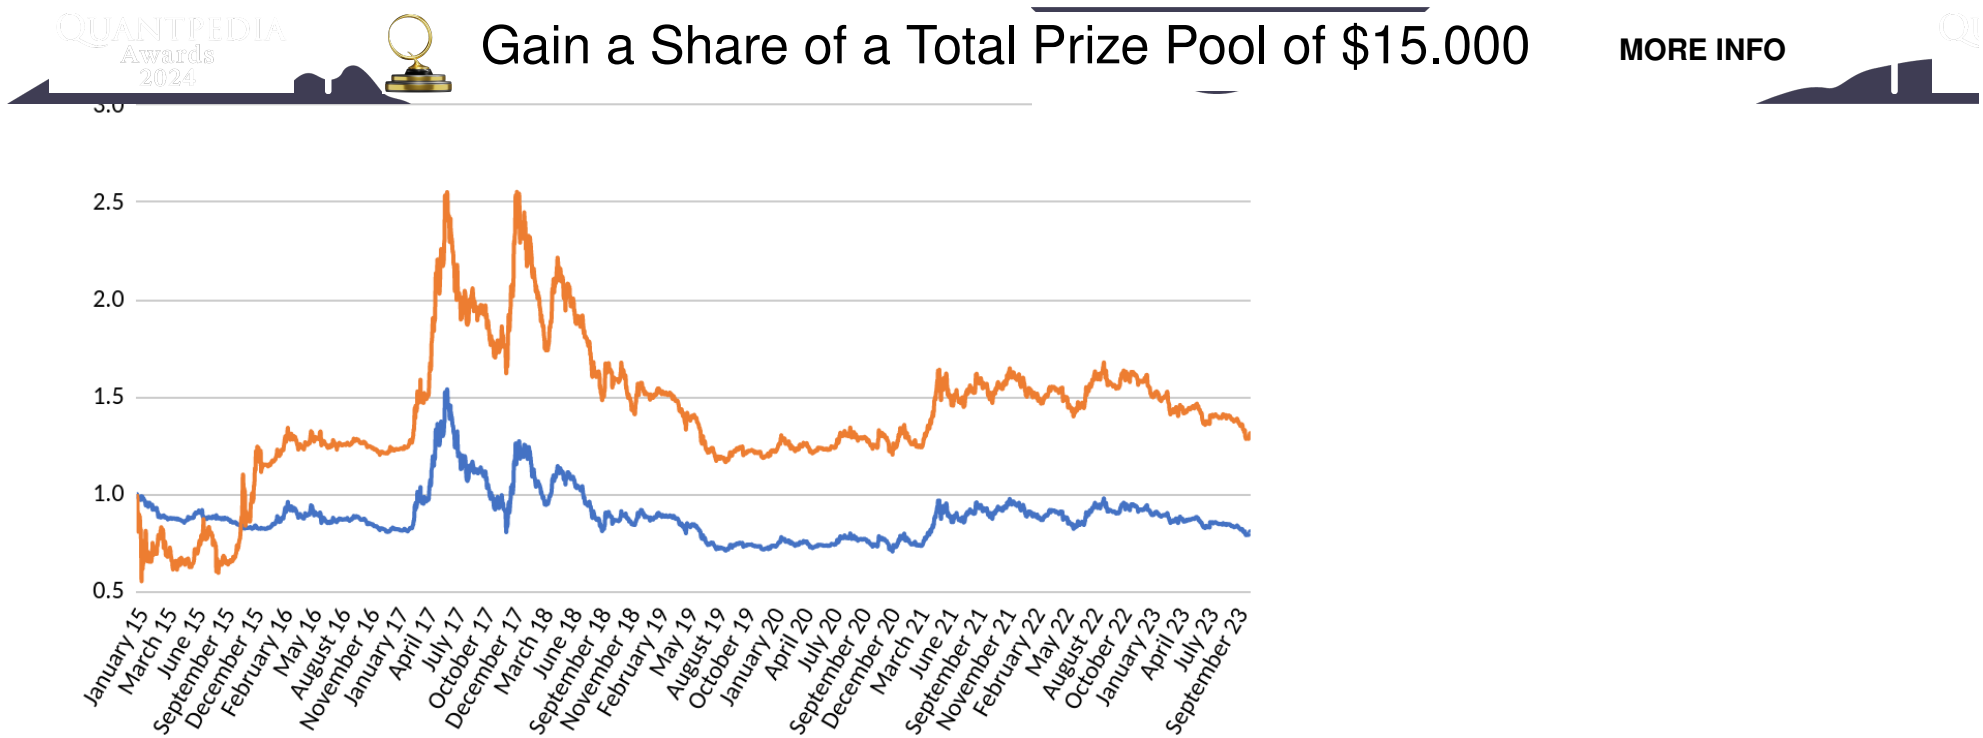 QUANTPEDIA
Awards
2024
Gain a Share of a Total Prize Pool of $15.000
MORE INFO
3.0
2.5
2.0
1.5
1.0
0.5
January 15
March 15
June 15
September 15
December 15
February 16
May 16
August 16
November 16
January 17
April 17
July 17
October 17
December 17
March 18
June 18
September 18
November 18
February 19
May 19
August 19
October 19
January 20
April 20
July 20
September 20
December 20
March 21
June 21
September 21
November 21
February 22
May 22
August 22
October 22
January 23
April 23
July 23
September 23